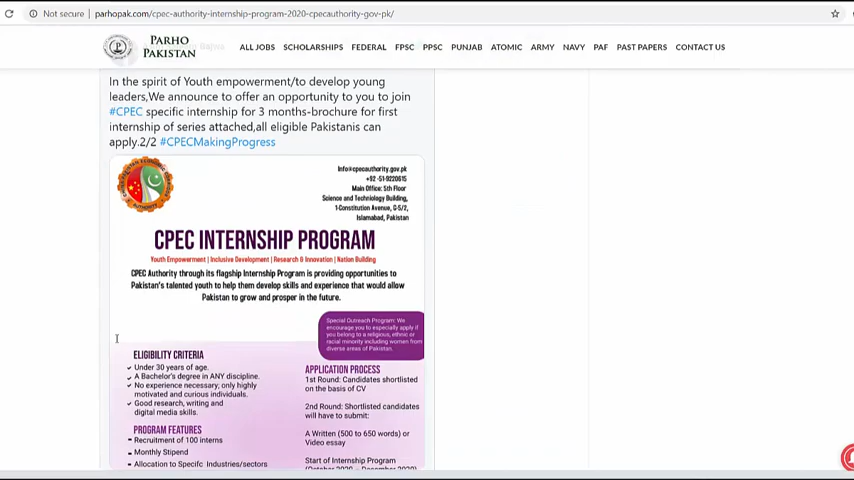 Not secure | parhopak.com/cpec-authority-internship-program-2020-cpecauthority-gov-pk/
PARHO
PAKISTAN
ALL JOBS SCHOLARSHIPS FEDERAL FPSC PPSC PUNJAB ATOMIC ARMY NAVY PAF PAST PAPERS CONTACT US
In the spirit of Youth empowerment/to develop young
leaders,We announce to offer an opportunity to you to join
#CPEC specific internship for 3 months-brochure for first
internship of series attached,all eligible Pakistanis can
apply.2/2 #CPECMakingProgress
Info@cpecauthority.gov.pk
+92 -51-9220615
Main Office: 5th Floor
Science and Technology Building,
1-Constitution Avenue, G-5/2,
Islamabad, Pakistan
CPEC INTERNSHIP PROGRAM
Youth Empowerment | Inclusive Development | Research & Innovation | Nation Building
CPEC Authority through its flagship Internship Program is providing opportunities to
Pakistan's talented youth to help them develop skills and experience that would allow
Pakistan to grow and prosper in the future.
Special Outreach Program: We
encourage you to especially apply if
you belong to a religious, ethnic or
racial minority including women from
diverse areas of Pakistan.
ELIGIBILITY CRITERIA
Under 30 years of age.
A Bachelor's degree in ANY discipline.
No experience necessary; only highly
motivated and curious individuals.
Good research, writing and
digital media skills.
PROGRAM FEATURES
Recruitment of 100 interns
Monthly Stipend
Allocation to Specifc Industries/sectors
APPLICATION PROCESS
1st Round: Candidates shortlisted
on the basis of CV
2nd Round: Shortlisted candidates
will have to submit:
A Written (500 to 650 words) or
Video essay
Start of Internship Program
(October 2020 – December 2020)